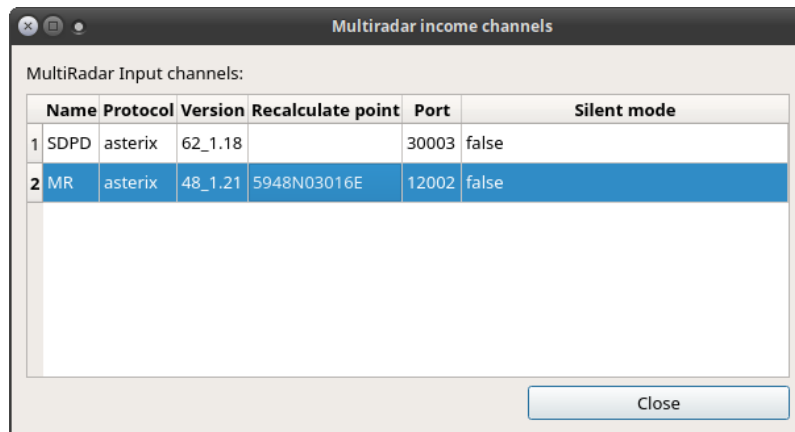 Multiradar income channels
MultiRadar Input channels:
Name Protocol Version Recalculate point Port Silent mode
1 SDPD asterix 62_1.18 30003 false
2 MR asterix 48_1.21 5948N03016E 12002 false
Close